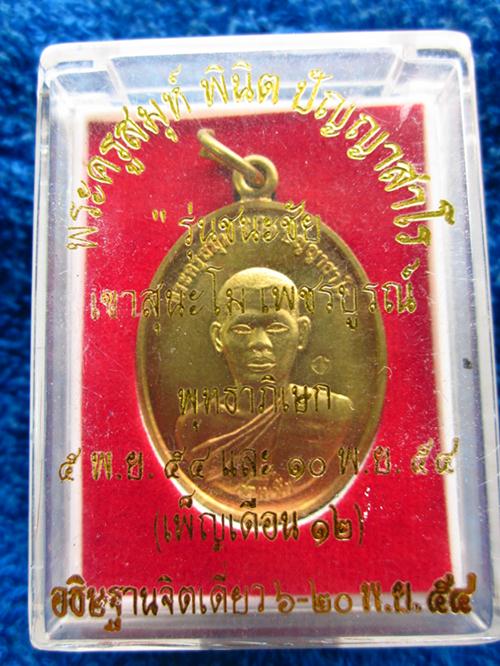 พระครูสมุห์ พินิต ปัญญาสาโร
" รุ่นชนะชัย
เขาสุนะโม เพชรบูรณ์
พุทธาภิเษก
๕ พ.ย. ๕๔ และ ๑๐ พ.ย. ๕๔
(เพ็ญเดือน ๑๒)
อธิษฐานจิตเดี่ยว ๖-๒๐ พ.ย. ๕๔